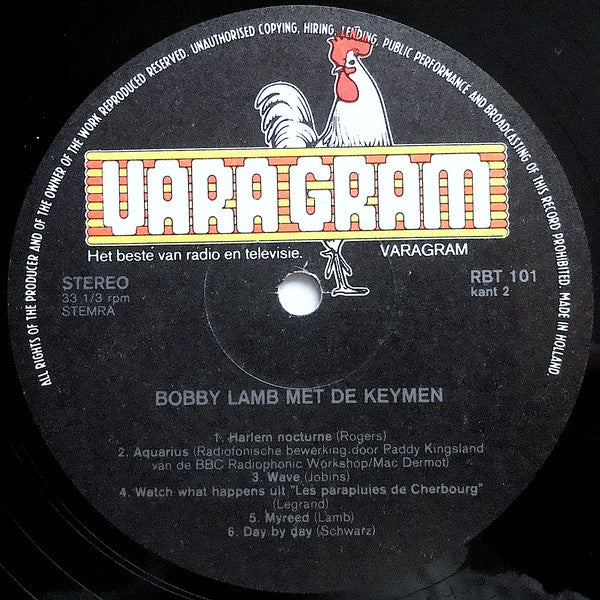 ALL RIGHTS OF THE PRODUCER AND OF THE OWNER OF THE WORK REPRODUCED RESERVED. UNAUTHORISED COPYING, HIRING, LENDING, PUBLIC PERFORMANCE AND BROADCASTING OF THIS RECORD PROHIBITED. MADE IN HOLLAND.
VARAGRAM
Het beste van radio en televisie. VARAGRAM
STEREO
33 1/3 rpm
STEMRA
RBT 101
kant 2
BOBBY LAMB MET DE KEYMEN
1. Harlem nocturne (Rogers)
2. Aquarius (Radiofonische bewerking.door Paddy Kingsland
van de BBC Radiophonic Workshop/Mac Dermot)
3. Wave (Jobins)
4. Watch what happens uit "Les parapluies de Cherbourg"
(Legrand)
5. Myreed (Lamb)
6. Day by day (Schwarz)